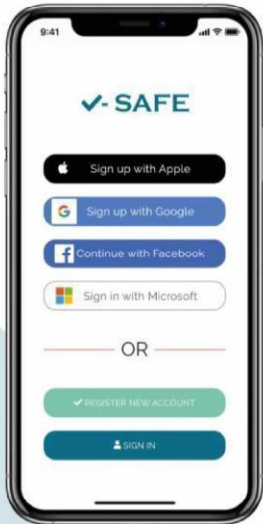 9:41
✓- SAFE
Sign up with Apple
Sign up with Google
Continue with Facebook
Sign in with Microsoft
OR
✓ REGISTER NEW ACCOUNT
SIGN IN